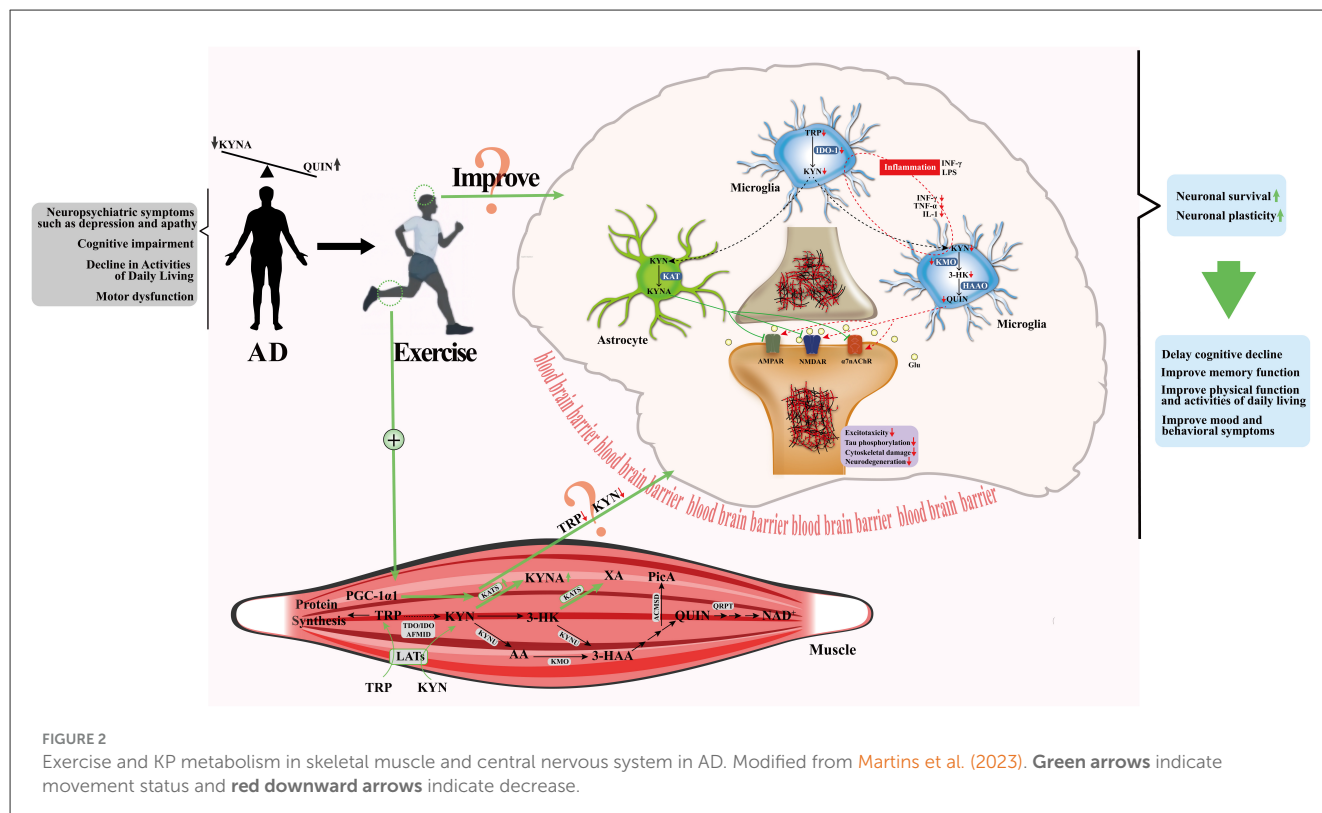 KYNA
QUIN
Neuropsychiatric symptoms
such as depression and apathy
Cognitive impairment
Decline in Activities
of Daily Living
Motor dysfunction
AD
Exercise
?
Improve
TRP
IDO-1
KYN
Microglia
Inflammation
INF-γ
LPS
INF-γ
TNF-α
IL-1
KYN
KMO
3-HK
HAAO
QUIN
Microglia
KYN
KAT
KYNA
Astrocyte
AMPAR
NMDAR
α7nAChR
Glu
Excitotoxicity
Tau phosphorylation
Cytoskeletal damage
Neurodegeneration
blood brain barrier blood brain barrier blood brain barrier blood brain barrier blood brain barrier
Neuronal survival
Neuronal plasticity
Delay cognitive decline
Improve memory function
Improve physical function
and activities of daily living
Improve mood and
behavioral symptoms
+
?
TRP KYN
PGC-1α1
KATS
KYNA
KATS
XA
PicA
Protein
Synthesis
TRP
TDO/IDO
AFMID
KYN
3-HK
ACMSD
QUIN
QRPT
NAD+
KYNU
KYNU
LATs
AA
KMO
3-HAA
TRP
KYN
Muscle
FIGURE 2
Exercise and KP metabolism in skeletal muscle and central nervous system in AD. Modified from Martins et al. (2023). Green arrows indicate
movement status and red downward arrows indicate decrease.